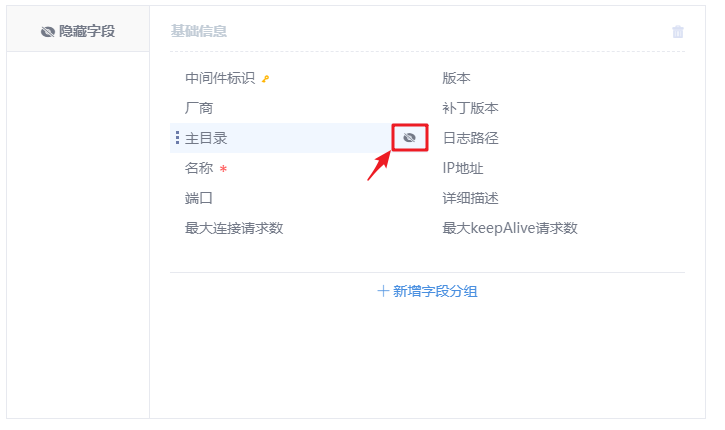 隐藏字段
基础信息
中间件标识
版本
厂商
补丁版本
主目录
日志路径
名称 *
IP地址
端口
详细描述
最大连接请求数
最大keepAlive请求数
+ 新增字段分组